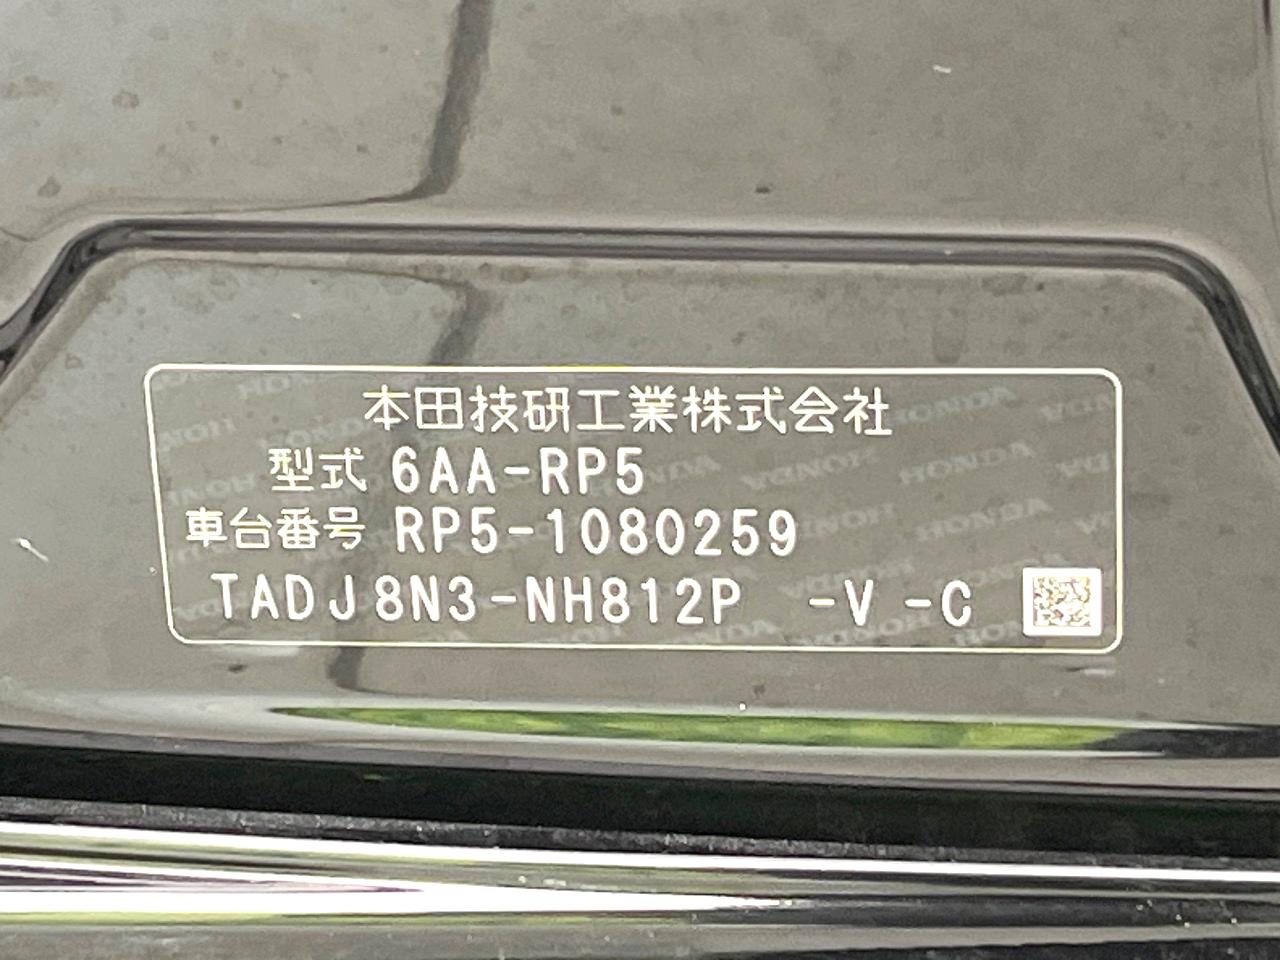 本田技研工業株式会社
型式 6AA-RP5
車台番号 RP5-1080259
TADJ8N3-NH812P -V -C